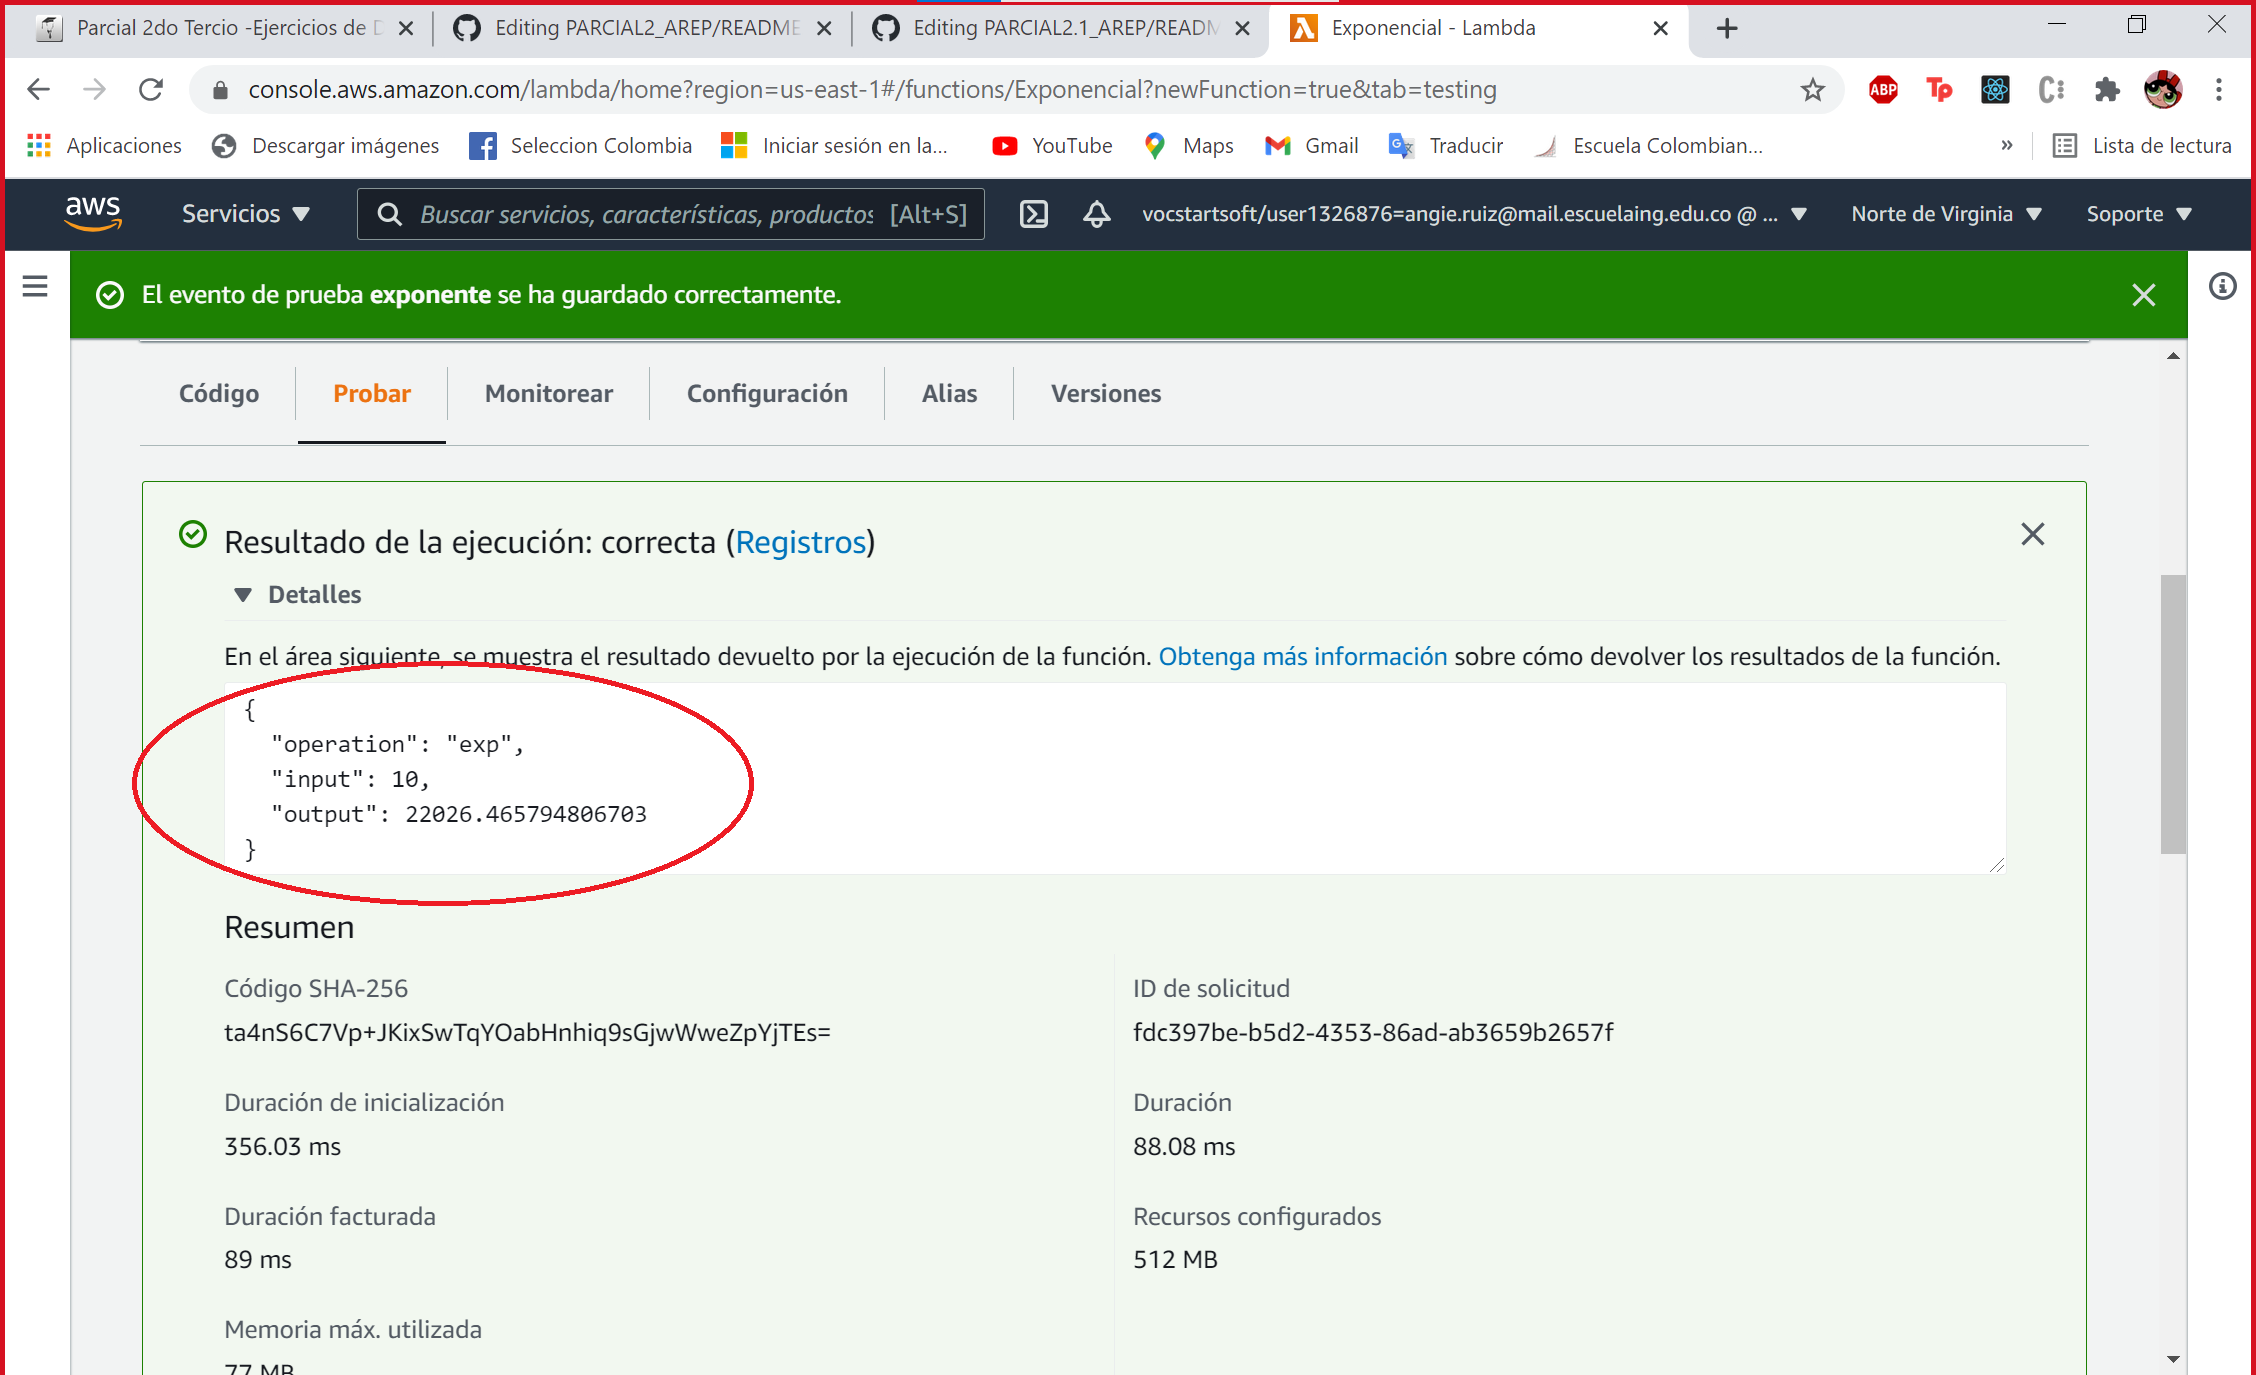 Parcial 2do Tercio -Ejercicios de D
Editing PARCIAL2_AREP/README
Editing PARCIAL2.1_AREP/READM
Exponencial - Lambda
console.aws.amazon.com/lambda/home?region=us-east-1#/functions/Exponencial?newFunction=true&tab=testing
ABP
Tp
Aplicaciones
Descargar imágenes
Seleccion Colombia
Iniciar sesión en la...
YouTube
Maps
Gmail
Traducir
Escuela Colombian...
»
Lista de lectura
aws
Servicios
Buscar servicios, características, productos
[Alt+S]
vocstartsoft/user1326876=angie.ruiz@mail.escuelaing.edu.co @ ...
Norte de Virginia
Soporte
El evento de prueba exponente se ha guardado correctamente.
Código
Probar
Monitorear
Configuración
Alias
Versiones
Resultado de la ejecución: correcta (Registros)
Detalles
En el área siguiente, se muestra el resultado devuelto por la ejecución de la función. Obtenga más información sobre cómo devolver los resultados de la función.
{
"operation": "exp",
"input": 10,
"output": 22026.465794806703
}
Resumen
Código SHA-256
ta4nS6C7Vp+JKixSwTqYOabHnhiq9sGjwWweZpYjTEs=
ID de solicitud
fdc397be-b5d2-4353-86ad-ab3659b2657f
Duración de inicialización
356.03 ms
Duración
88.08 ms
Duración facturada
89 ms
Recursos configurados
512 MB
Memoria máx. utilizada
77 MB